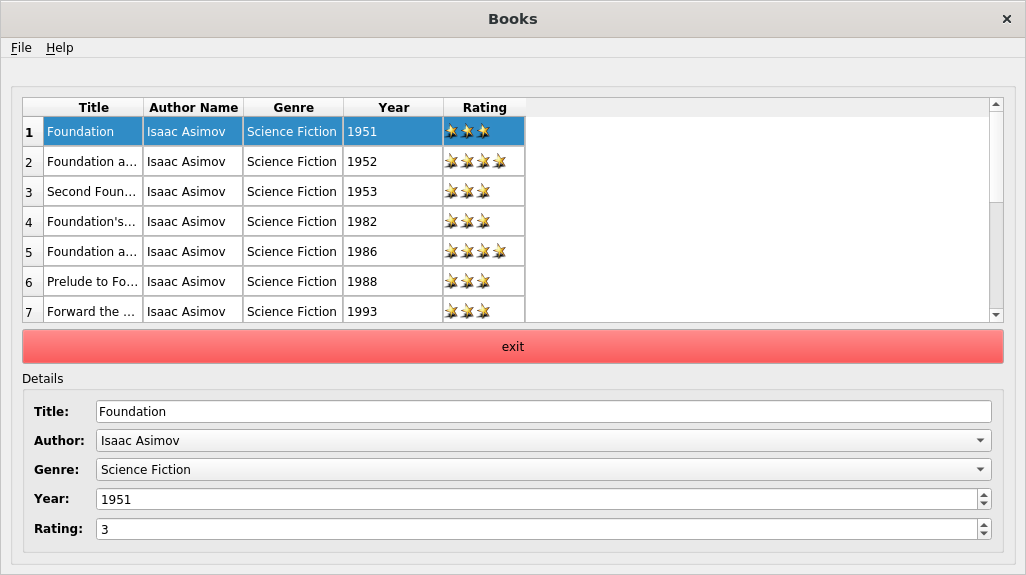 Books
File Help
Title Author Name Genre Year Rating
1 Foundation Isaac Asimov Science Fiction 1951
2 Foundation a... Isaac Asimov Science Fiction 1952
3 Second Foun... Isaac Asimov Science Fiction 1953
4 Foundation's... Isaac Asimov Science Fiction 1982
5 Foundation a... Isaac Asimov Science Fiction 1986
6 Prelude to Fo... Isaac Asimov Science Fiction 1988
7 Forward the ... Isaac Asimov Science Fiction 1993
exit
Details
Title: Foundation
Author: Isaac Asimov
Genre: Science Fiction
Year: 1951
Rating: 3